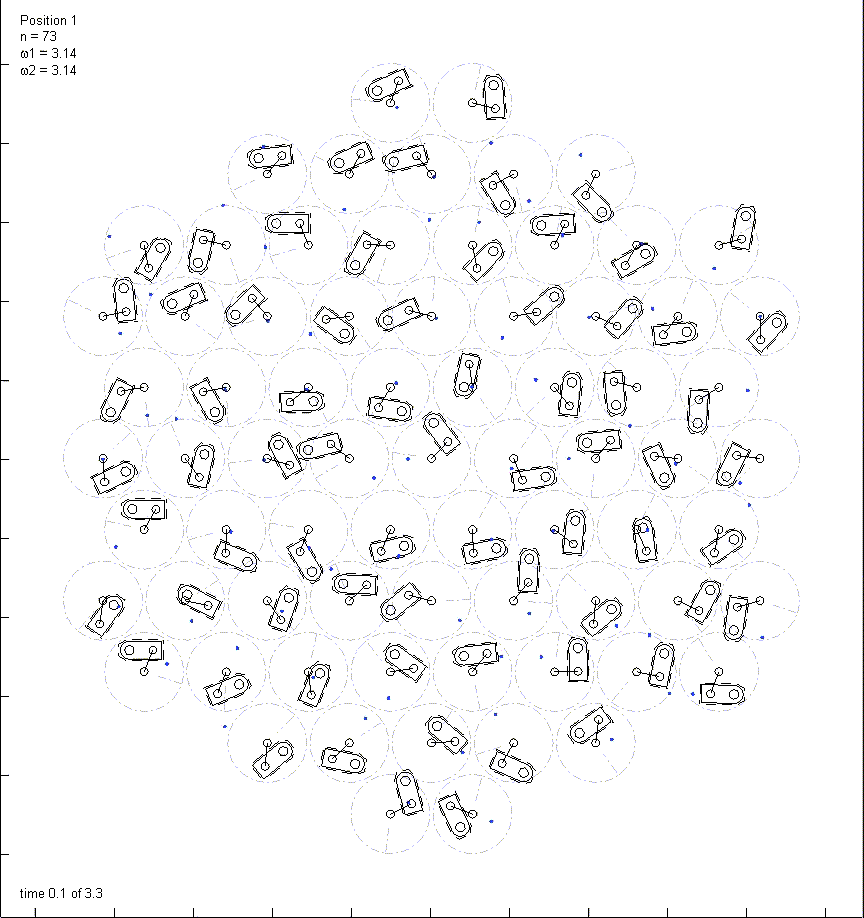 Position 1
n = 73
ω1 = 3.14
ω2 = 3.14
time 0.1 of 3.3